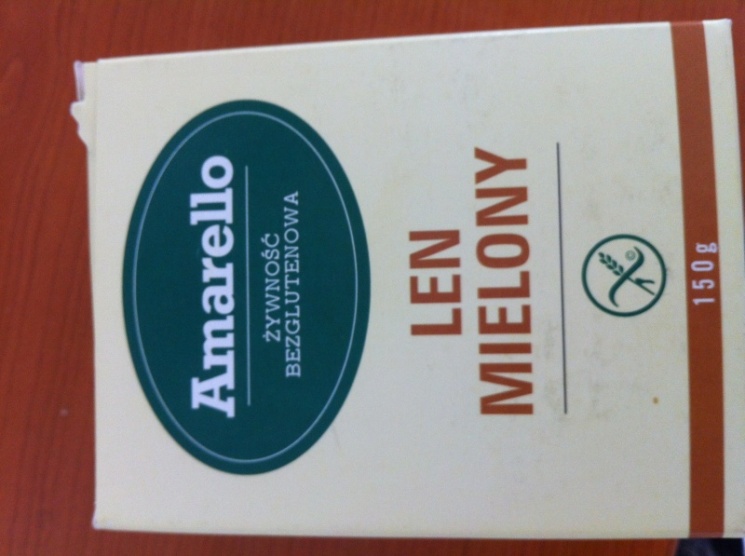 Amarello
ŻYWNOŚĆ
BEZGLUTENOWA
LEN
MIELONY
150g